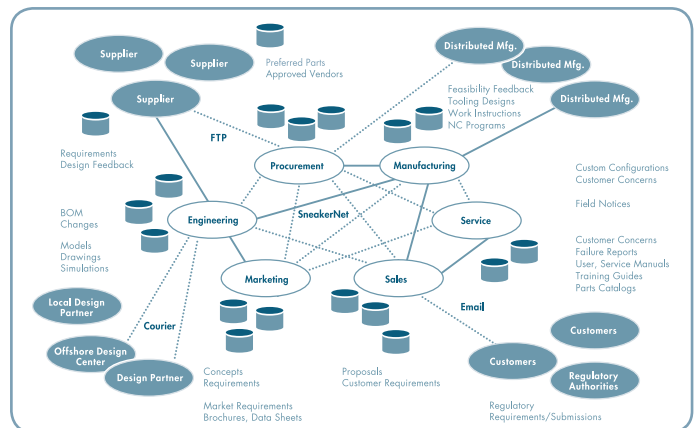 Supplier
Supplier
Supplier
Preferred Parts
Approved Vendors
Distributed Mfg.
Distributed Mfg.
Distributed Mfg.
Feasibility Feedback
Tooling Designs
Work Instructions
NC Programs
FTP
Requirements
Design Feedback
Procurement
Manufacturing
Custom Configurations
Customer Concerns
Field Notices
BOM
Changes
Models
Drawings
Simulations
Engineering
SneakerNet
Service
Customer Concerns
Failure Reports
User, Service Manuals
Training Guides
Parts Catalogs
Marketing
Sales
Local Design
Partner
Courier
Email
Offshore Design
Center
Design Partner
Customers
Customers
Regulatory
Authorities
Concepts
Requirements
Market Requirements
Brochures, Data Sheets
Proposals
Customer Requirements
Regulatory
Requirements/Submissions